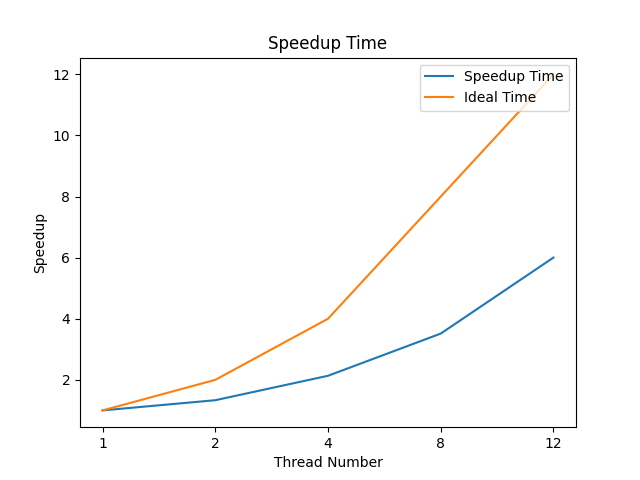 Speedup Time
Speedup Time
Ideal Time
12
10
8
6
4
2
Speedup
1 2 4 8 12
Thread Number